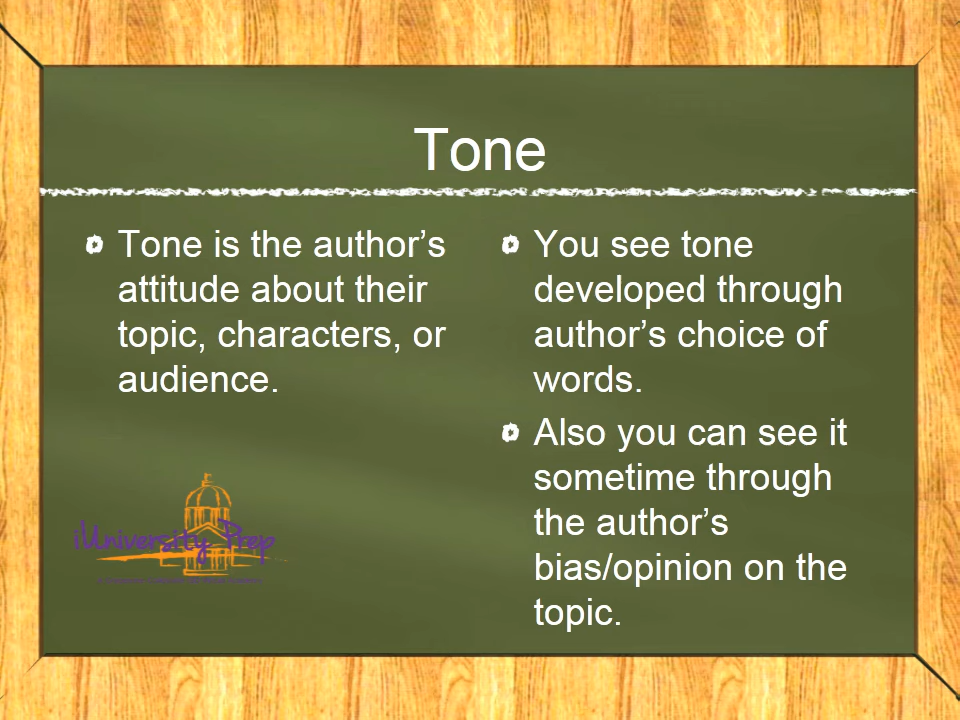 Tone
Tone is the author’s
attitude about their
topic, characters, or
audience.
You see tone
developed through
author’s choice of
words.
Also you can see it
sometime through
the author’s
bias/opinion on the
topic.
iUniversity Prep